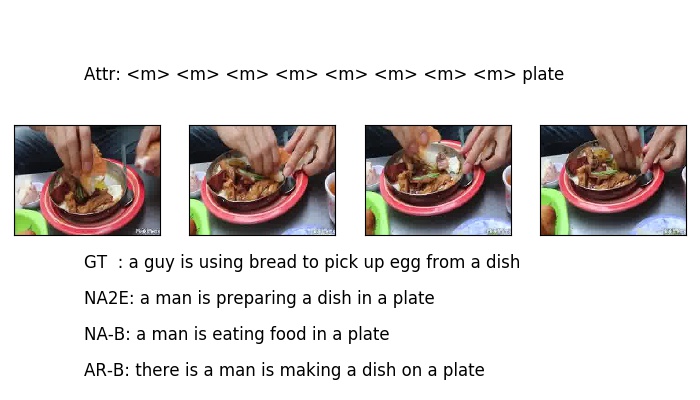 Attr: <m> <m> <m> <m> <m> <m> <m> <m> plate
GT  : a guy is using bread to pick up egg from a dish
NA2E: a man is preparing a dish in a plate
NA-B: a man is eating food in a plate
AR-B: there is a man is making a dish on a plate